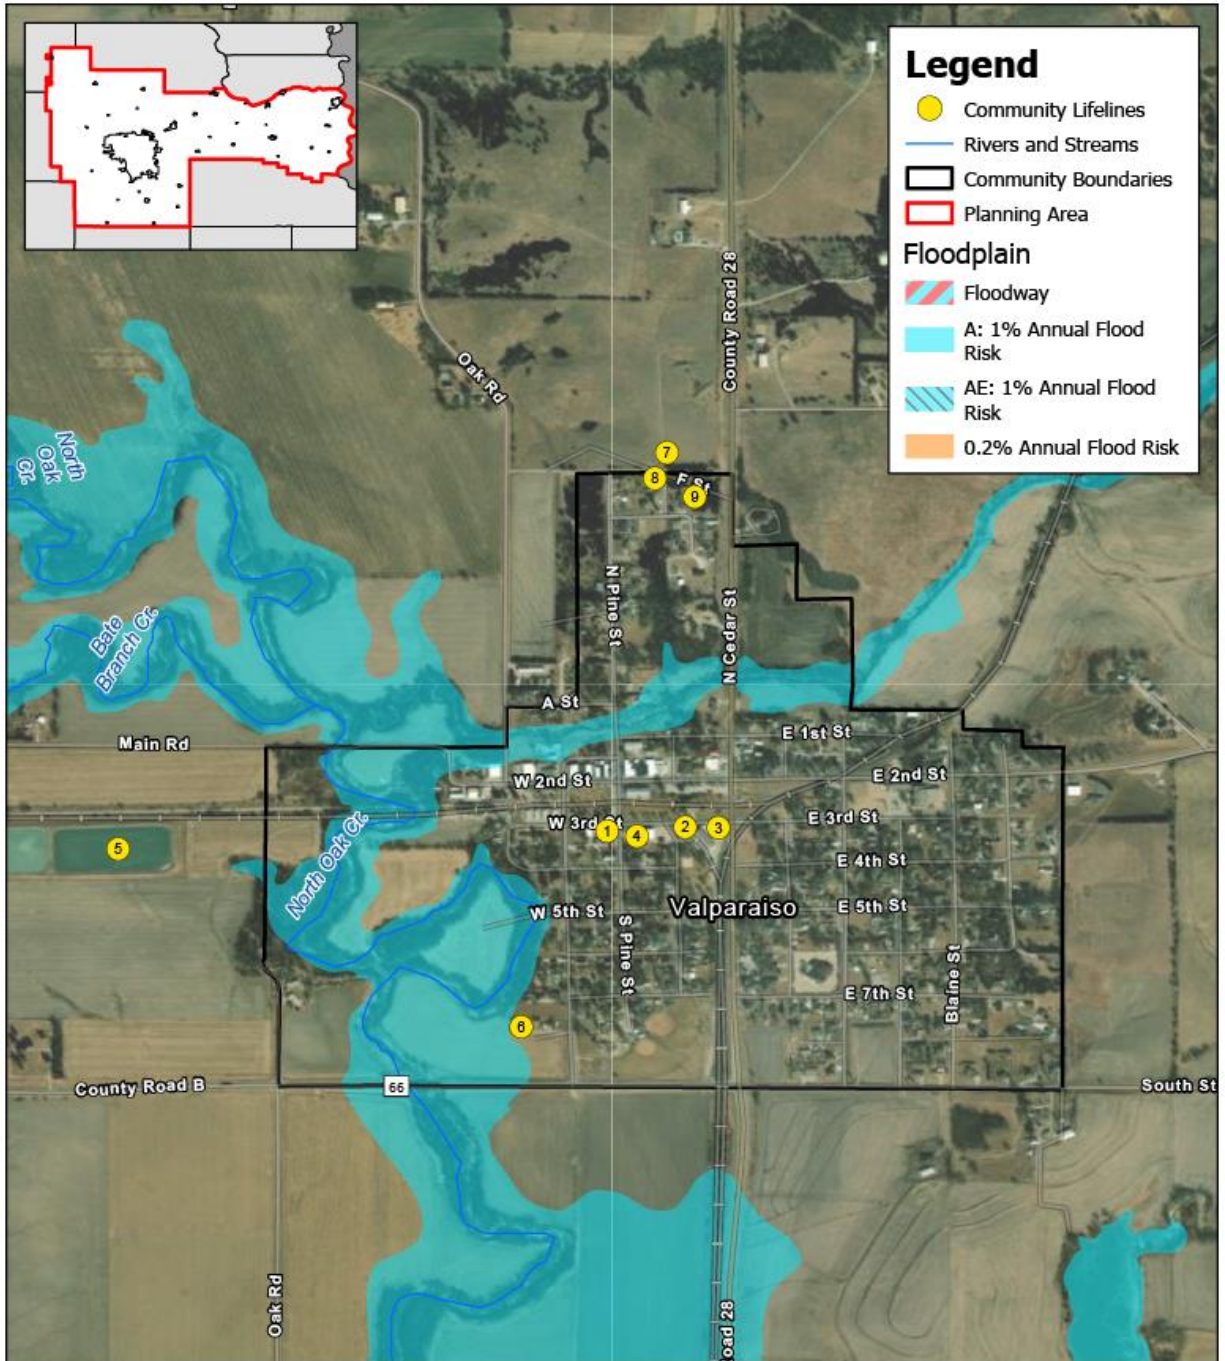 Legend
Community Lifelines
Rivers and Streams
Community Boundaries
Planning Area
Floodplain
Floodway
A: 1% Annual Flood
Risk
AE: 1% Annual Flood
Risk
0.2% Annual Flood Risk
County Road 28
Oak Rd
North
Oak
Cr.
7
8
F St
9
N Pine St
N Cedar St
Bate
Branch Cr.
A St
Main Rd
E 1st St
W 2nd St
E 2nd St
W 3rd St
E 3rd St
1
4
2
3
5
E 4th St
North Oak Cr.
Valparaiso
W 5th St
E 5th St
S Pine St
E 7th St
Blaine St
6
County Road B
66
South St
Oak Rd
Road 28